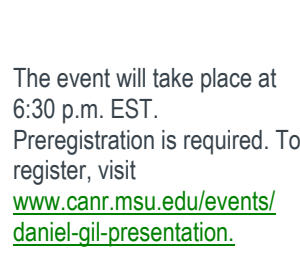 The event will take place at
6:30 p.m. EST.
Preregistration is required. To
register, visit
www.canr.msu.edu/events/
daniel-gil-presentation.